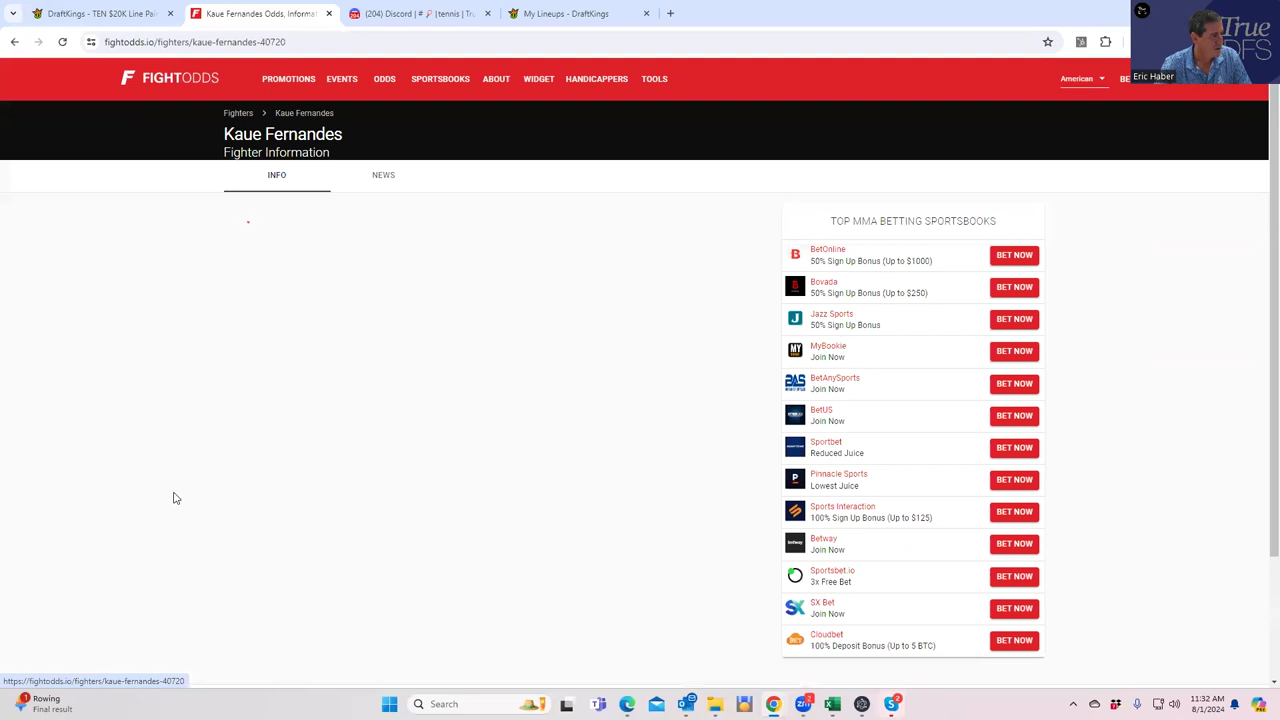 DraftKings - TEN $20K Line Pai
Kaue Fernandes Odds, Informat
(204) Discord | # | tennis | Tru
My Lineups - DraftKings
fightodds.io/fighters/kaue-fernandes-40720
True
DFS
Eric Haber
FIGHTODDS
PROMOTIONS
EVENTS
ODDS
SPORTSBOOKS
ABOUT
WIDGET
HANDICAPPERS
TOOLS
American
BE
Fighters > Kaue Fernandes
Kaue Fernandes
Fighter Information
INFO
NEWS
TOP MMA BETTING SPORTSBOOKS
BetOnline
50% Sign Up Bonus (Up to $1000)
BET NOW
Bovada
50% Sign Up Bonus (Up to $250)
BET NOW
Jazz Sports
50% Sign Up Bonus
BET NOW
MyBookie
Join Now
BET NOW
BetAnySports
Join Now
BET NOW
BetUS
Join Now
BET NOW
Sportbet
Reduced Juice
BET NOW
Pinnacle Sports
Lowest Juice
BET NOW
Sports Interaction
100% Sign Up Bonus (Up to $125)
BET NOW
Betway
Join Now
BET NOW
Sportsbet.io
3x Free Bet
BET NOW
SX Bet
Join Now
BET NOW
Cloudbet
100% Deposit Bonus (Up to 5 BTC)
BET NOW
https://fightodds.io/fighters/kaue-fernandes-40720
Rowing
Final result
Search
11:32 AM
8/1/2024